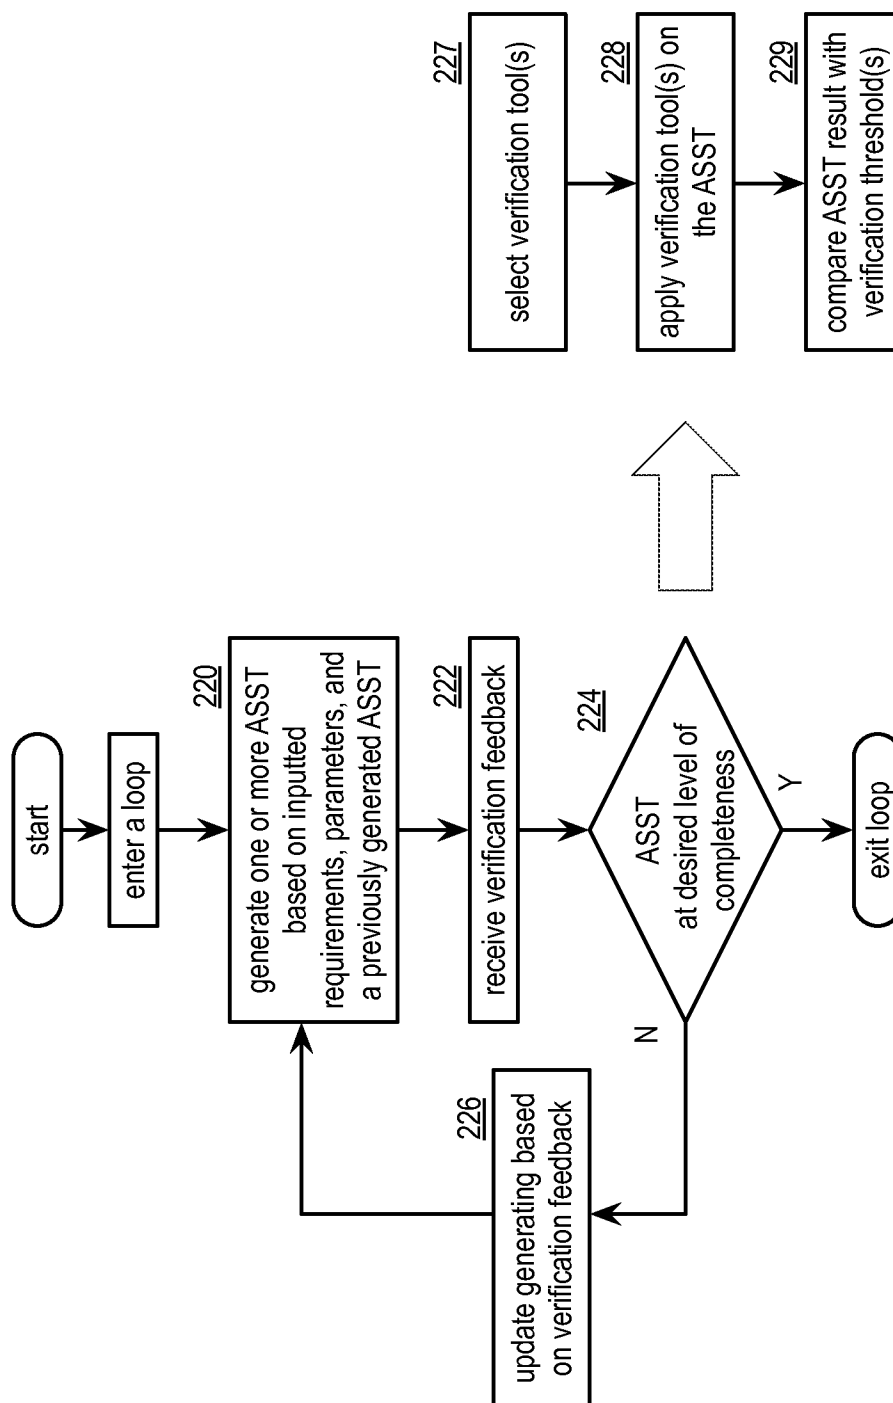 start
enter a loop
220
generate one or more ASST
based on inputted
requirements, parameters, and
a previously generated ASST
222
receive verification feedback
224
ASST
at desired level of
completeness
N
Y
226
update generating based
on verification feedback
exit loop
227
select verification tool(s)
228
apply verification tool(s) on
the ASST
229
compare ASST result with
verification threshold(s)